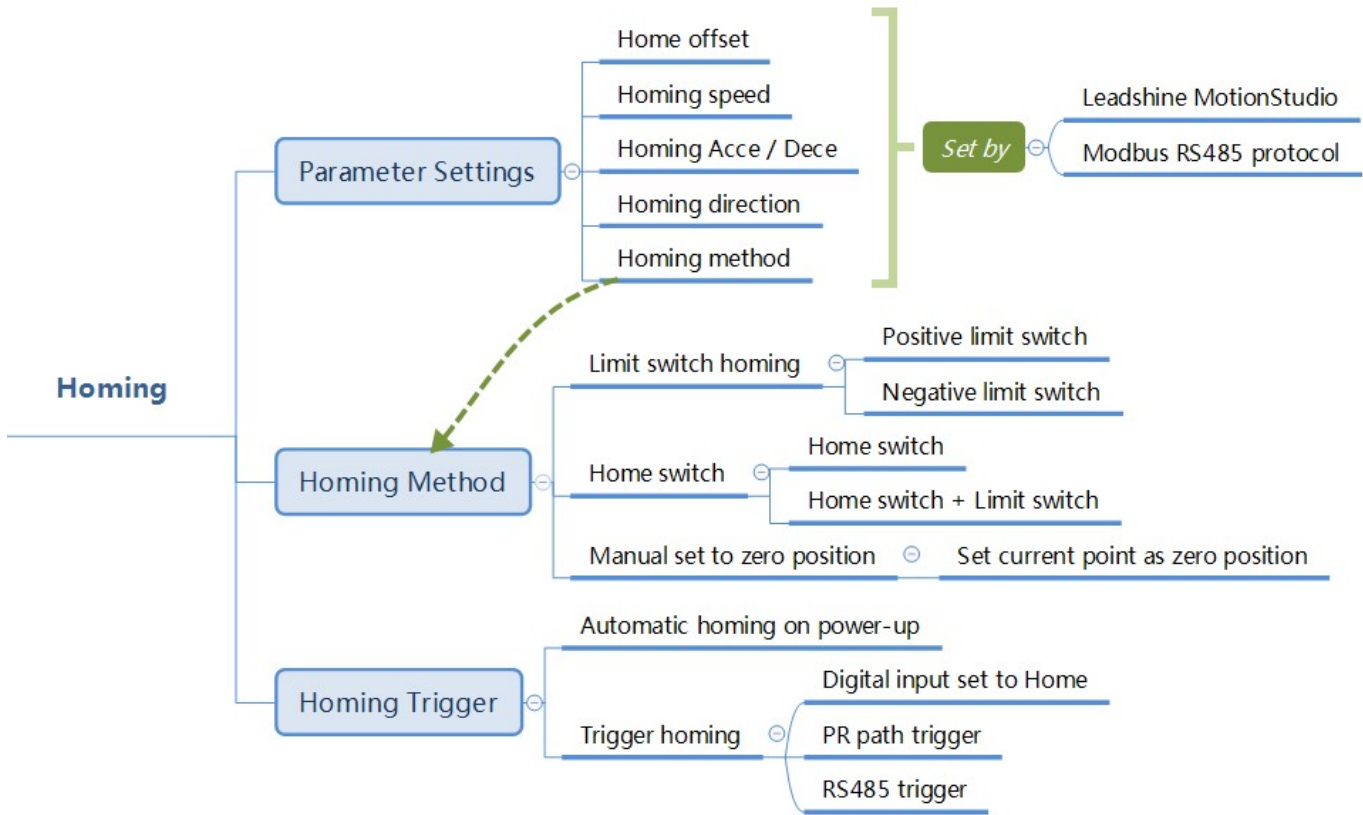 Homing
Parameter Settings
Home offset
Homing speed
Homing Acce / Dece
Homing direction
Homing method
Set by
Leadshine MotionStudio
Modbus RS485 protocol
Homing Method
Limit switch homing
Positive limit switch
Negative limit switch
Home switch
Home switch
Home switch + Limit switch
Manual set to zero position
Set current point as zero position
Homing Trigger
Automatic homing on power-up
Trigger homing
Digital input set to Home
PR path trigger
RS485 trigger